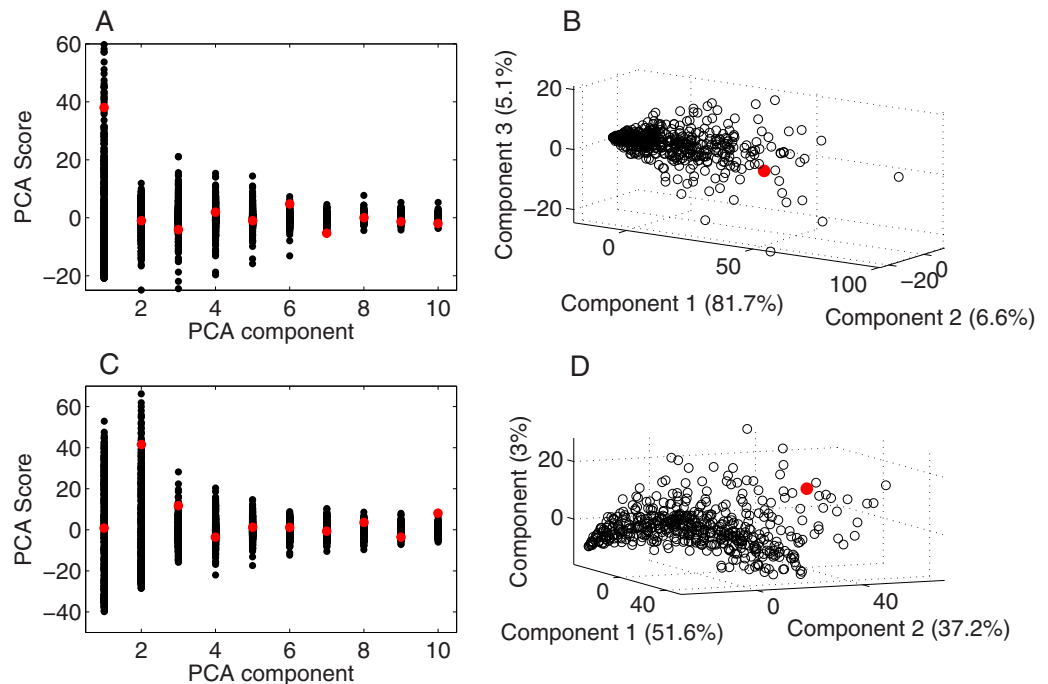 A
60
40
20
0
−20
2 4 6 8 10
PCA component
PCA Score
B
20
0
−20
Component 3 (5.1%)
0 50 100
−20 0
Component 1 (81.7%)
Component 2 (6.6%)
C
60
40
20
0
−20
−40
2 4 6 8 10
PCA component
PCA Score
D
20
0
Component (3%)
0 40
0 40
Component 1 (51.6%)
Component 2 (37.2%)